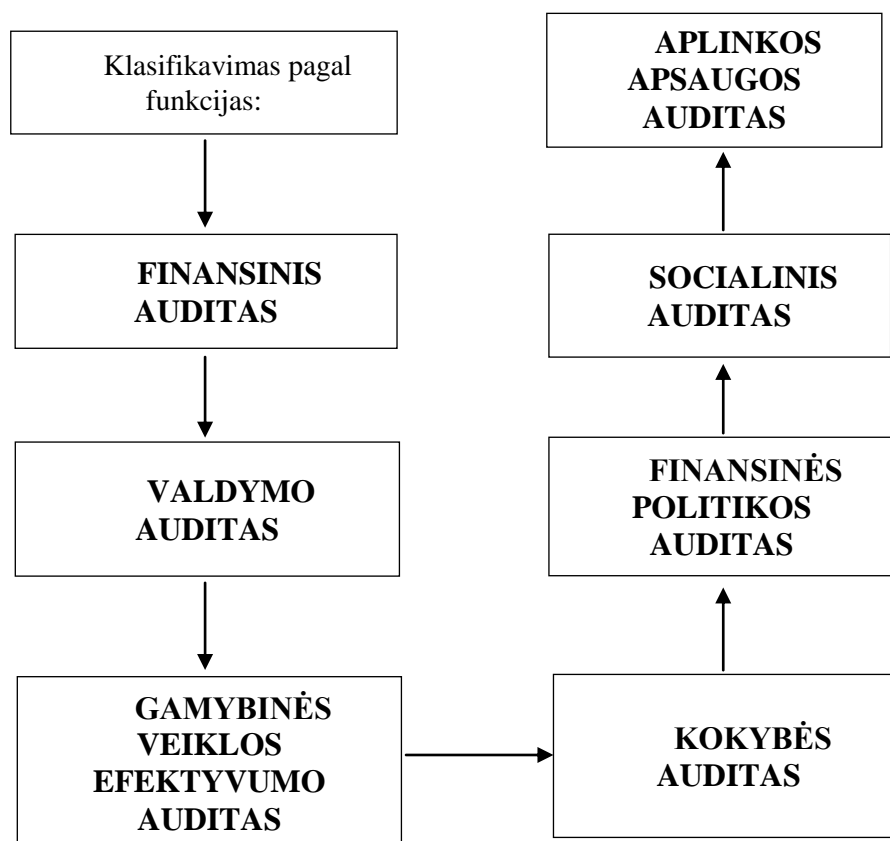 Klasifikavimas pagal
funkcijas:
FINANSINIS
AUDITAS
VALDYMO
AUDITAS
GAMYBINĖS
VEIKLOS
EFEKTYVUMO
AUDITAS
KOKYBĖS
AUDITAS
FINANSINĖS
POLITIKOS
AUDITAS
SOCIALINIS
AUDITAS
APLINKOS
APSAUGOS
AUDITAS